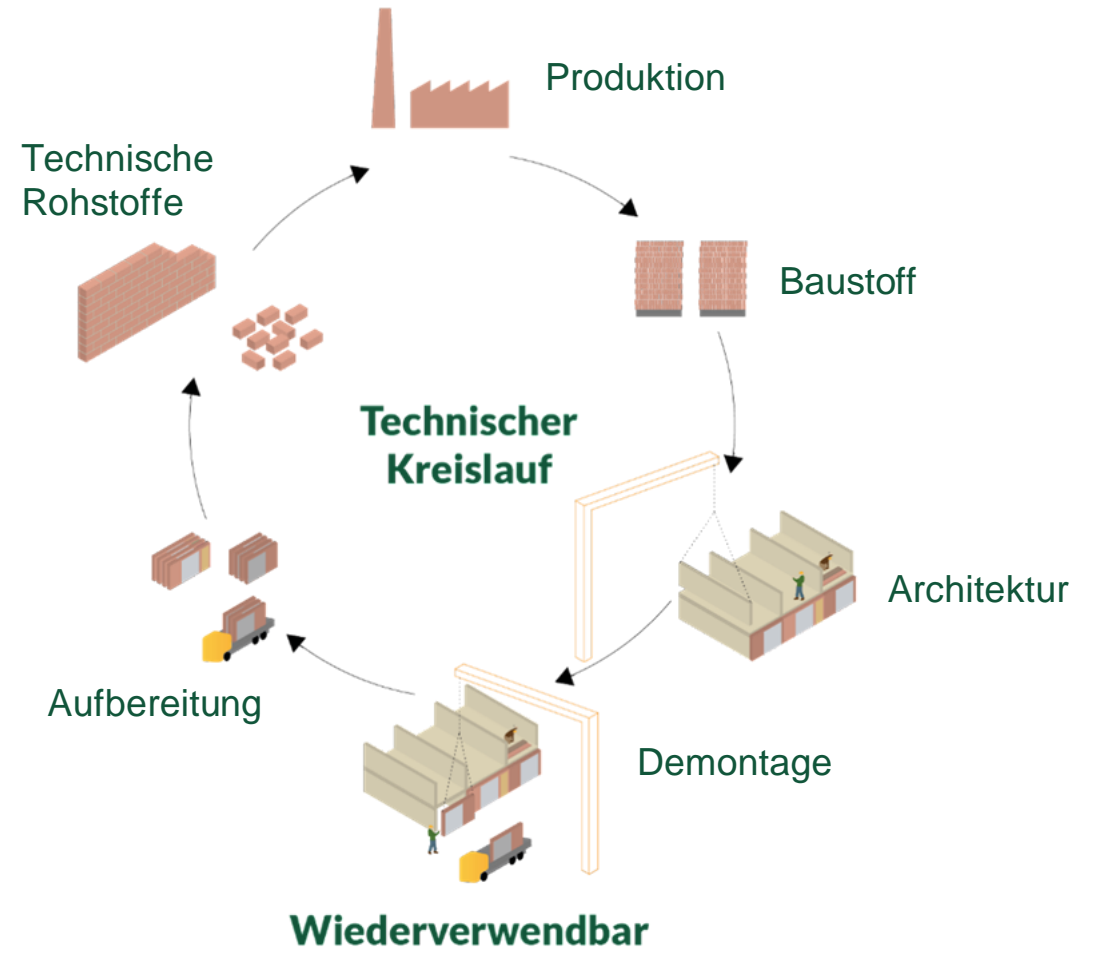 Produktion
Technische
Rohstoffe
Baustoff
Technischer
Kreislauf
Architektur
Aufbereitung
Demontage
Wiederverwendbar